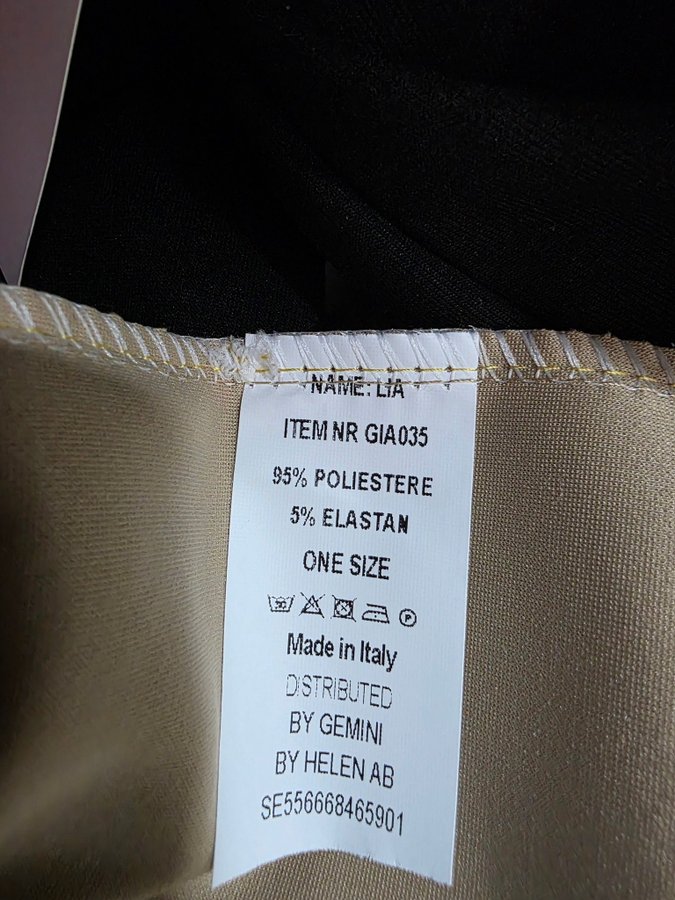 NAME: LIA
ITEM NR GIA035
95% POLIESTERE
5% ELASTAN
ONE SIZE
30 P
Made in Italy
DISTRIBUTED
BY GEMINI
BY HELEN AB
SE556668465901